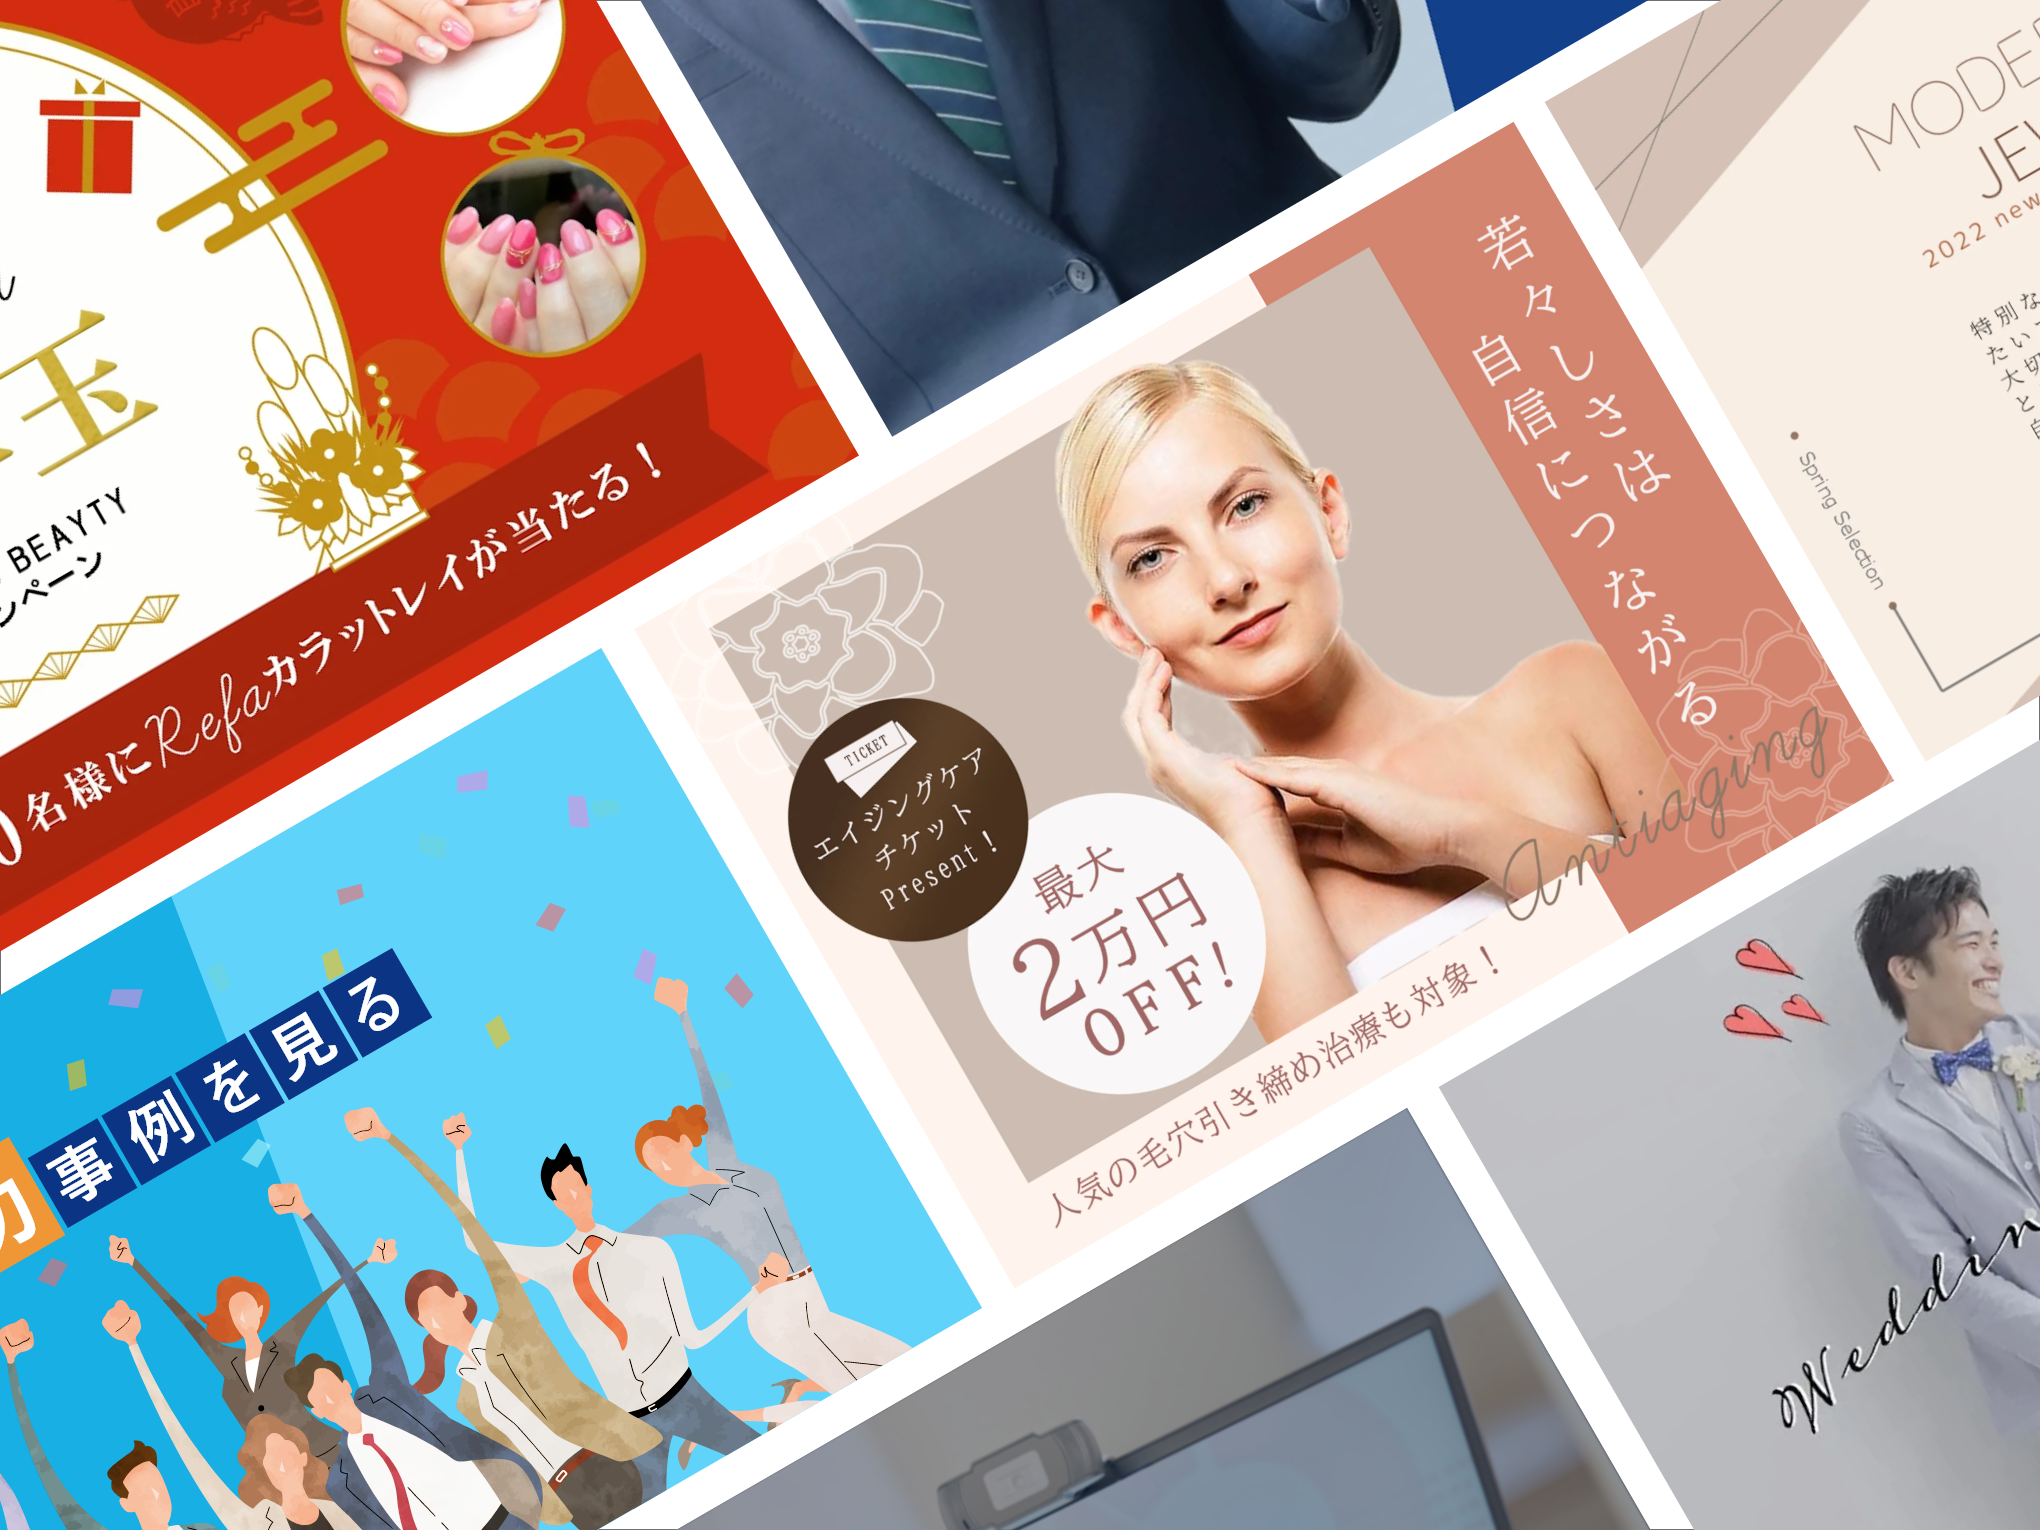 玉
BEAYTY
ンペーン
0名様にRefaカラットレイが当たる！
事例を見る
若々しさは
自信につながる
Antiaging
TICKET
エイジングケア
チケット
Present！
最大
2万円
OFF!
人気の毛穴引き締め治療も対象！
MODE
JEW
2022 new
特別な
たい
大切
と
自
Spring Selection
Weddin